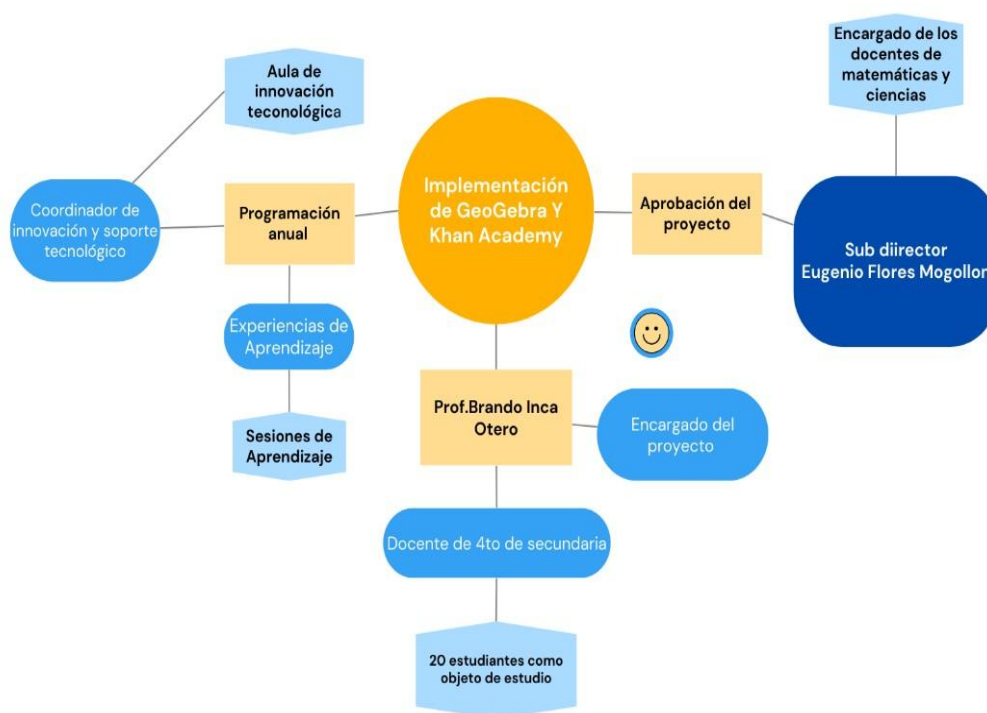 Encargado de los
docentes de
matemáticas y
ciencias
Aula de
innovación
teconológica
Implementación
de GeoGebra Y
Khan Academy
Aprobación del
proyecto
Coordinador de
innovación y soporte
tecnológico
Programación
anual
Sub diirector
Eugenio Flores Mogollon
Experiencias de
Aprendizaje
Prof.Brando Inca
Otero
Encargado del
proyecto
Sesiones de
Aprendizaje
Docente de 4to de secundaria
20 estudiantes como
objeto de estudio